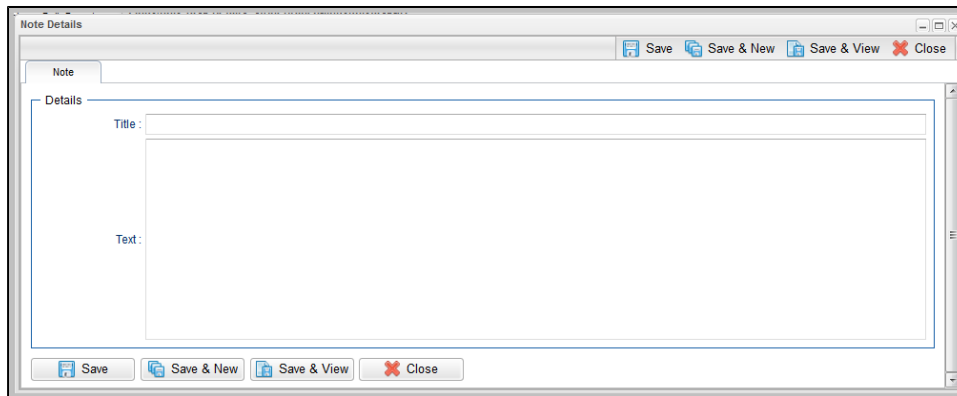 Note Details
Save Save & New Save & View Close
Note
Details
Title :
Text :
Save Save & New Save & View Close